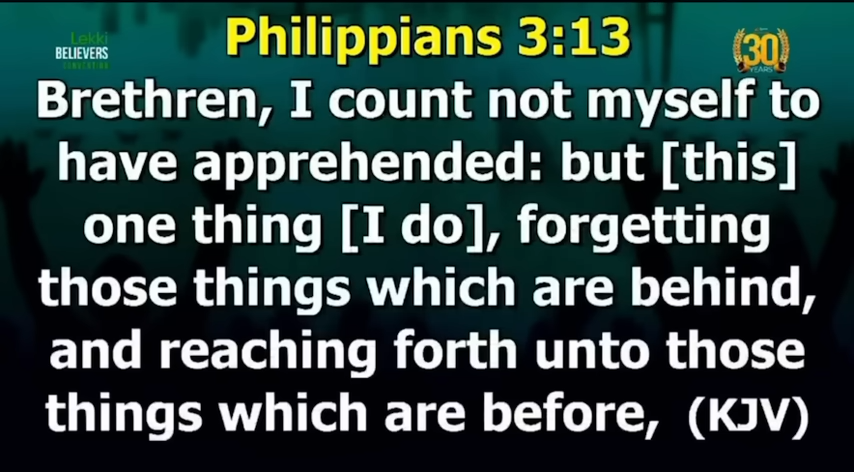 Philippians 3:13
Lekki
BELIEVERS
CONVENTION
30
YEARS
Brethren, I count not myself to
have apprehended: but [this]
one thing [I do], forgetting
those things which are behind,
and reaching forth unto those
things which are before, (KJV)